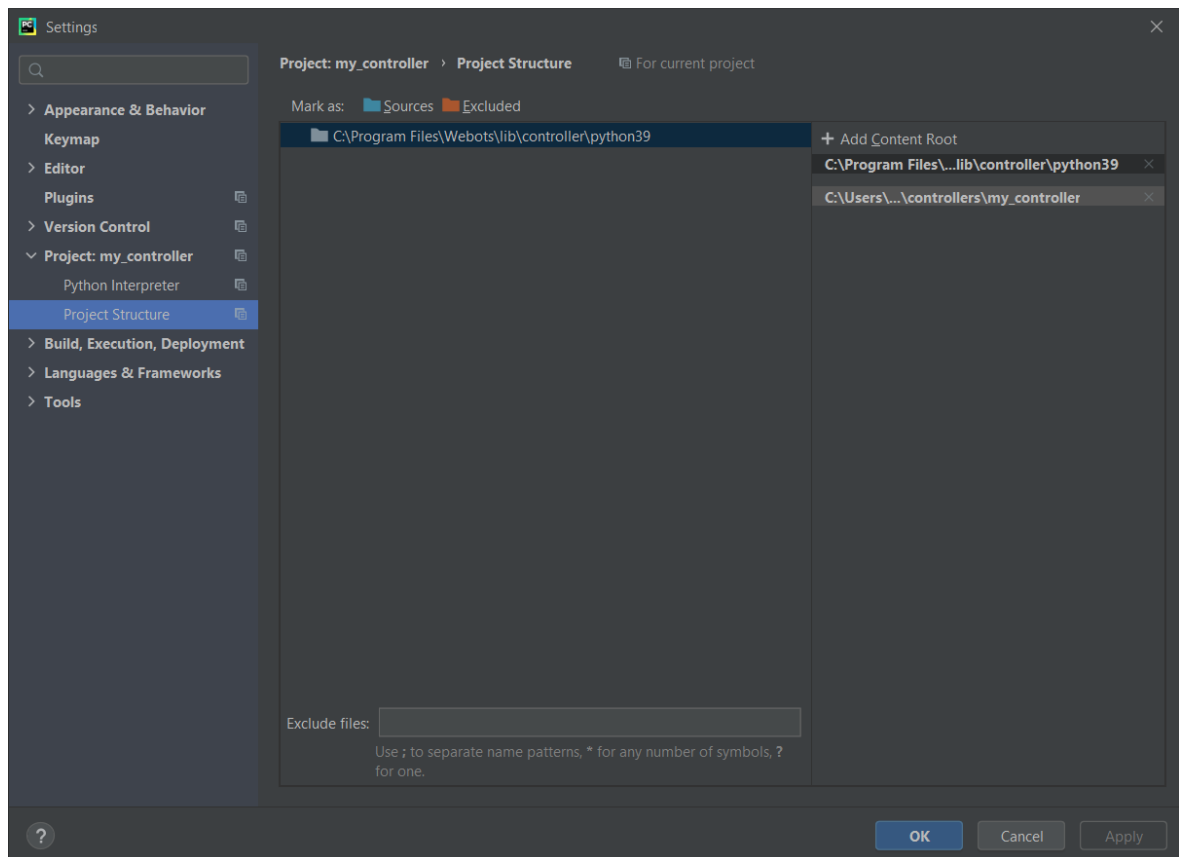 Settings
Project: my_controller › Project Structure For current project
Appearance & Behavior
Keymap
Editor
Plugins
Version Control
Project: my_controller
Python Interpreter
Project Structure
Build, Execution, Deployment
Languages & Frameworks
Tools
Mark as: Sources Excluded
C:\Program Files\Webots\lib\controller\python39
+ Add Content Root
C:\Program Files\...lib\controller\python39
C:\Users\...\controllers\my_controller
Exclude files:
Use ; to separate name patterns, * for any number of symbols, ?
for one.
?
OK Cancel Apply